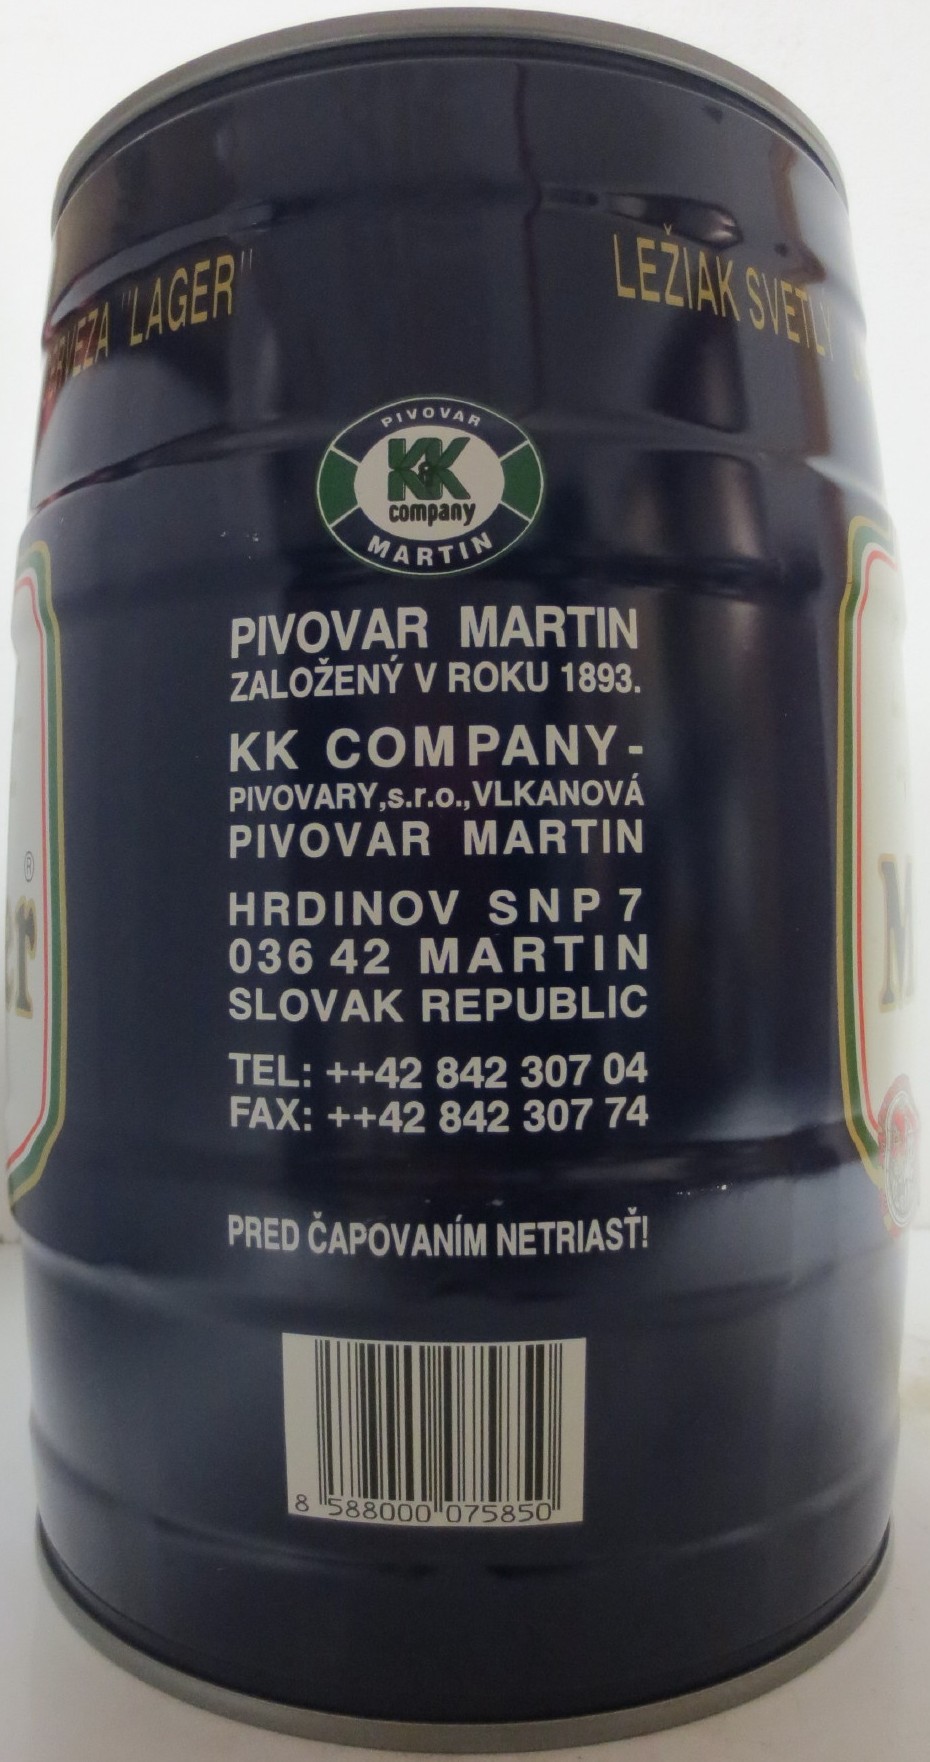 "LAGER"
LEŽIAK SVETLÝ
PIVOVAR
K&K
company
MARTIN
PIVOVAR MARTIN
ZALOŽENÝ V ROKU 1893.
KK COMPANY-
PIVOVARY,s.r.o.,VLKANOVÁ
PIVOVAR MARTIN
HRDINOV SNP 7
036 42 MARTIN
SLOVAK REPUBLIC
TEL: ++42 842 307 04
FAX: ++42 842 307 74
PRED ČAPOVANÍM NETRIASŤ!
8 588000 075850